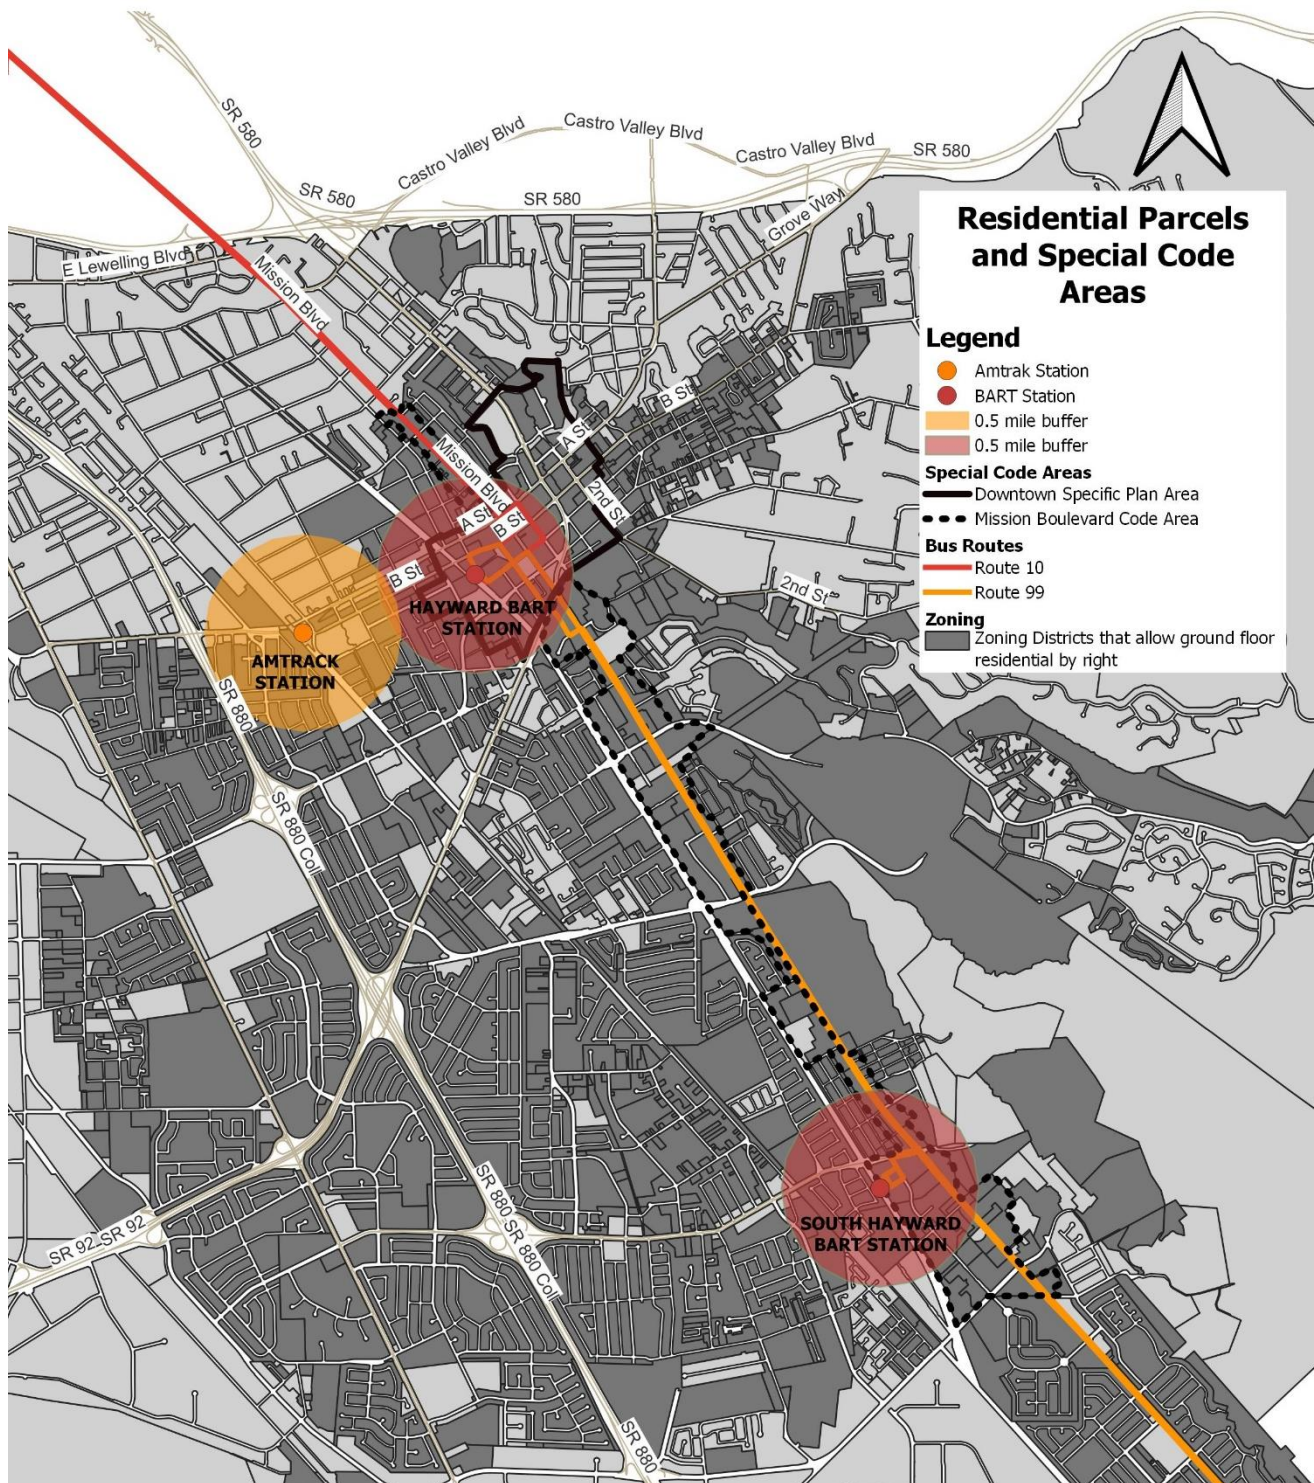 SR 580
Castro Valley Blvd
Castro Valley Blvd
Castro Valley Blvd
SR 580
SR 580
SR 580
Grove Way
E Lewelling Blvd
Mission Blvd
Residential Parcels
and Special Code
Areas
Legend
Amtrak Station
BART Station
0.5 mile buffer
0.5 mile buffer
Special Code Areas
Downtown Specific Plan Area
Mission Boulevard Code Area
Bus Routes
Route 10
Route 99
Zoning
Zoning Districts that allow ground floor
residential by right
B St
A St
Mission Blvd
2nd St
A St
B St
B St
2nd St
HAYWARD BART
STATION
AMTRACK
STATION
SR 880
SR 880 Coll
SOUTH HAYWARD
BART STATION
SR 92 SR 92
SR 880 SR 880 Coll
SR 880